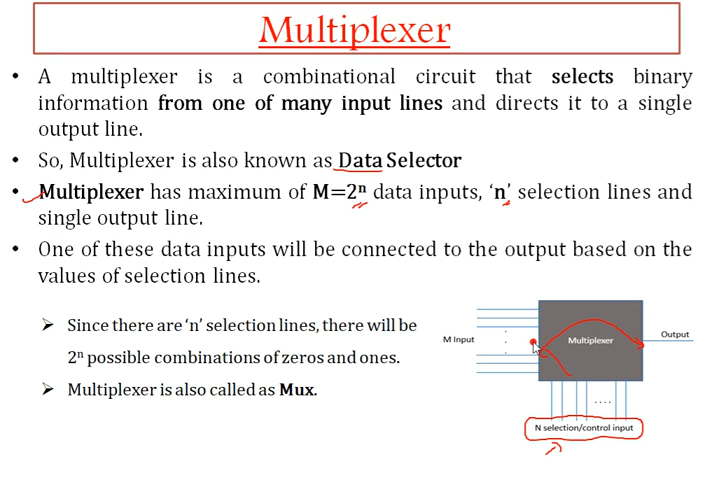 Multiplexer
• A multiplexer is a combinational circuit that selects binary
information from one of many input lines and directs it to a single
output line.
• So, Multiplexer is also known as Data Selector
• Multiplexer has maximum of M=2ⁿ data inputs, ‘n’ selection lines and
single output line.
• One of these data inputs will be connected to the output based on the
values of selection lines.
➢ Since there are ‘n’ selection lines, there will be
2ⁿ possible combinations of zeros and ones.
➢ Multiplexer is also called as Mux.
M Input
Multiplexer
Output
N selection/control input